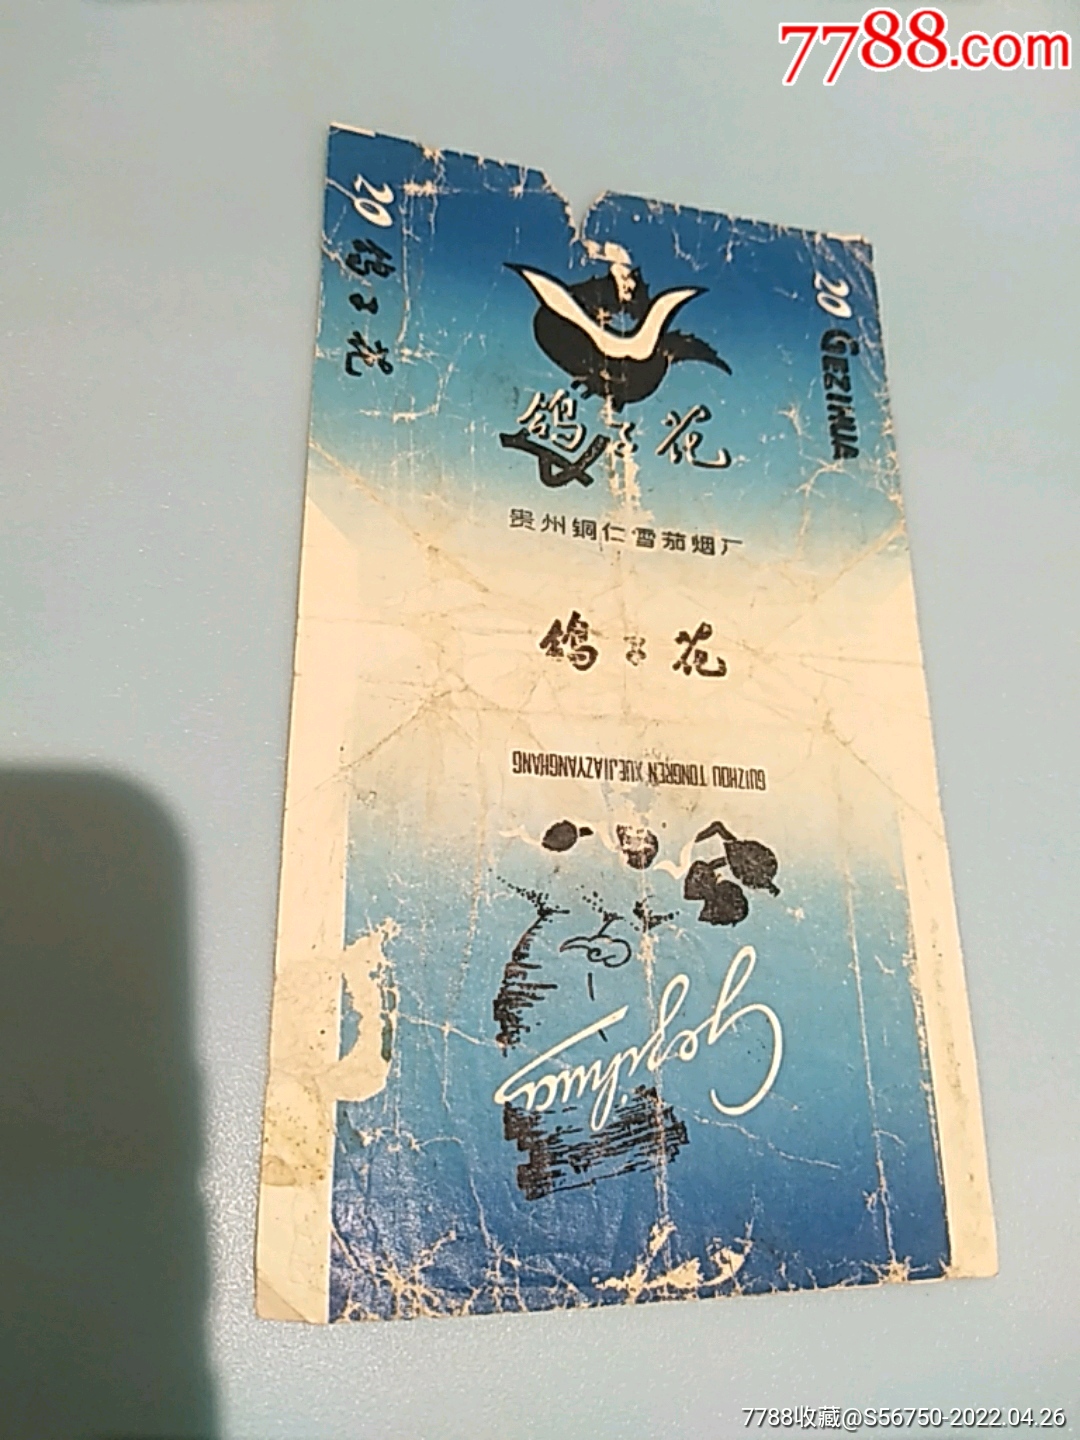 7788.com
20 鸽子花
20 GEZIHUA
鸽子花
贵州铜仁雪茄烟厂
鸽子花
GUIZHOU TONGREN XUEJIAZYANGHANG
Gezihua
7788收藏@S56750-2022.04.26